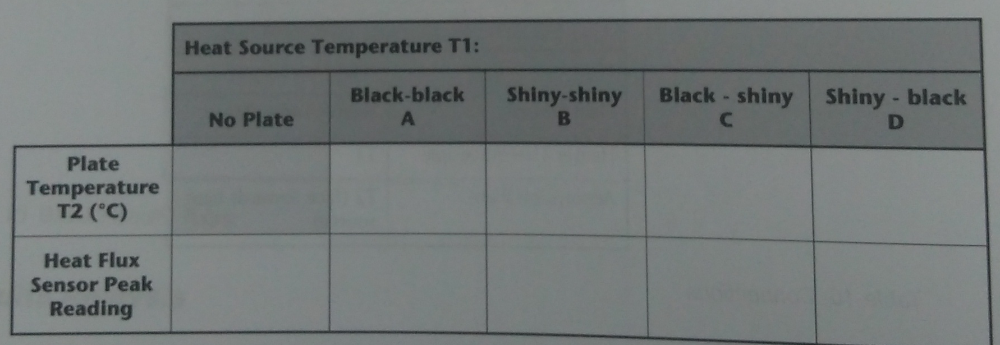 Heat Source Temperature T1:
No Plate
Black-black
A
Shiny-shiny
B
Black - shiny
C
Shiny - black
D
Plate
Temperature
T2 (°C)
Heat Flux
Sensor Peak
Reading